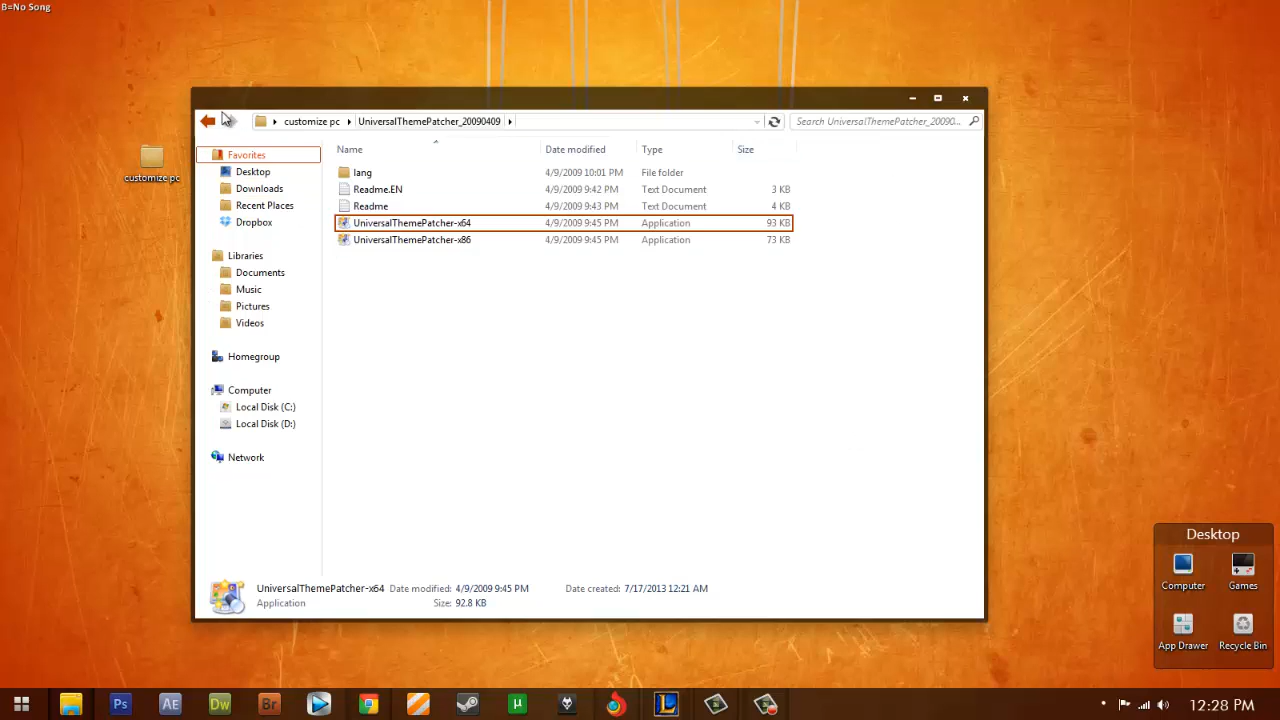 B=No Song
customize pc
customize pc UniversalThemePatcher_20090409 Search UniversalThemePatcher_20090...
Name Date modified Type Size
Favorites
Desktop
Downloads
Recent Places
Dropbox
Libraries
Documents
Music
Pictures
Videos
Homegroup
Computer
Local Disk (C:)
Local Disk (D:)
Network
lang 4/9/2009 10:01 PM File folder
Readme.EN 4/9/2009 9:42 PM Text Document 3 KB
Readme 4/9/2009 9:43 PM Text Document 4 KB
UniversalThemePatcher-x64 4/9/2009 9:45 PM Application 93 KB
UniversalThemePatcher-x86 4/9/2009 9:45 PM Application 73 KB
UniversalThemePatcher-x64 Date modified: 4/9/2009 9:45 PM Date created: 7/17/2013 12:21 AM
Application Size: 92.8 KB
Desktop
Computer Games
App Drawer Recycle Bin
Ps AE Dw Br µ L 12:28 PM